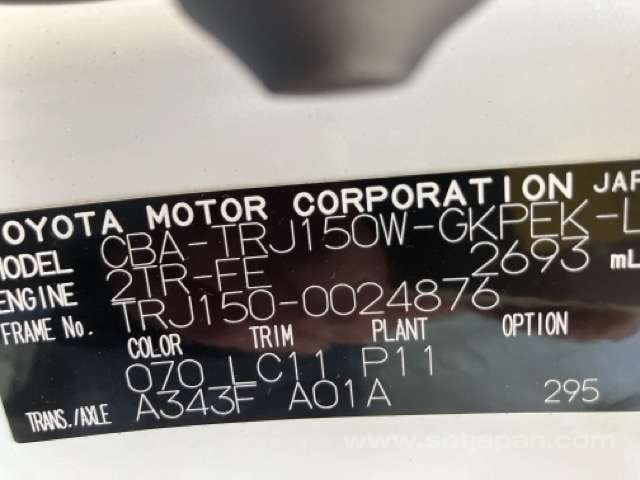 TOYOTA MOTOR CORPORATION JAPA
MODEL CBA-TRJ150W-GKPEK-L
ENGINE 2TR-FE 2693 mL
FRAME No. TRJ150-0024876
COLOR TRIM PLANT OPTION
070 LC11 P11
TRANS./AXLE A343F A01A 295
www.sbtjapan.com